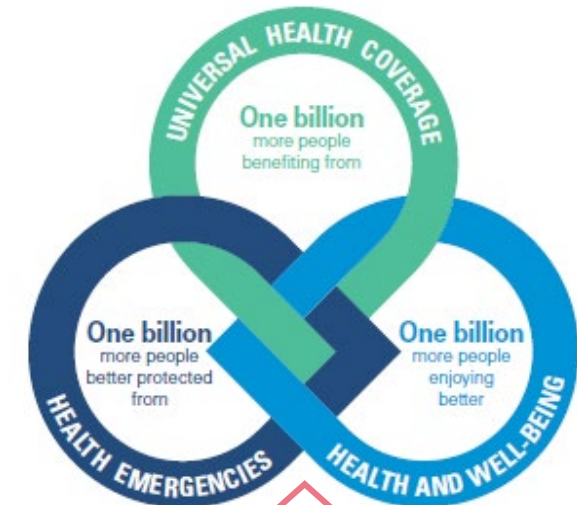 UNIVERSAL HEALTH COVERAGE
One billion
more people
benefiting from
One billion
more people
better protected
from
HEALTH EMERGENCIES
One billion
more people
enjoying
better
HEALTH AND WELL-BEING